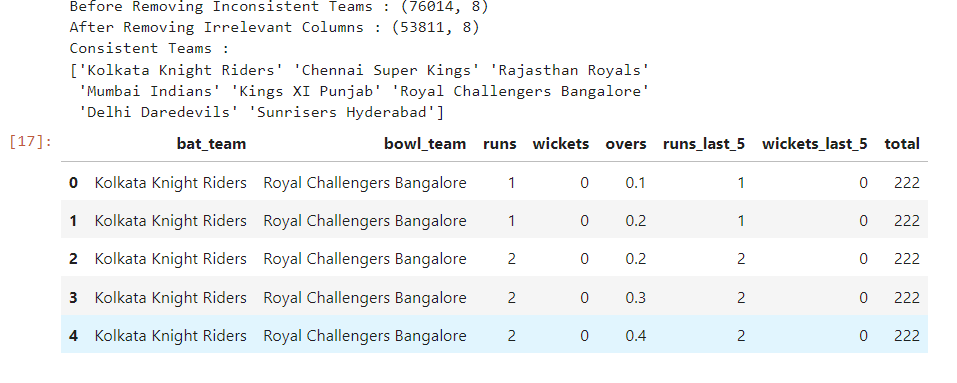 Before Removing Inconsistent Teams : (76014, 8)
After Removing Irrelevant Columns : (53811, 8)
Consistent Teams :
['Kolkata Knight Riders' 'Chennai Super Kings' 'Rajasthan Royals'
'Mumbai Indians' 'Kings XI Punjab' 'Royal Challengers Bangalore'
'Delhi Daredevils' 'Sunrisers Hyderabad']
[17]:
bat_team bowl_team runs wickets overs runs_last_5 wickets_last_5 total
0 Kolkata Knight Riders Royal Challengers Bangalore 1 0 0.1 1 0 222
1 Kolkata Knight Riders Royal Challengers Bangalore 1 0 0.2 1 0 222
2 Kolkata Knight Riders Royal Challengers Bangalore 2 0 0.2 2 0 222
3 Kolkata Knight Riders Royal Challengers Bangalore 2 0 0.3 2 0 222
4 Kolkata Knight Riders Royal Challengers Bangalore 2 0 0.4 2 0 222